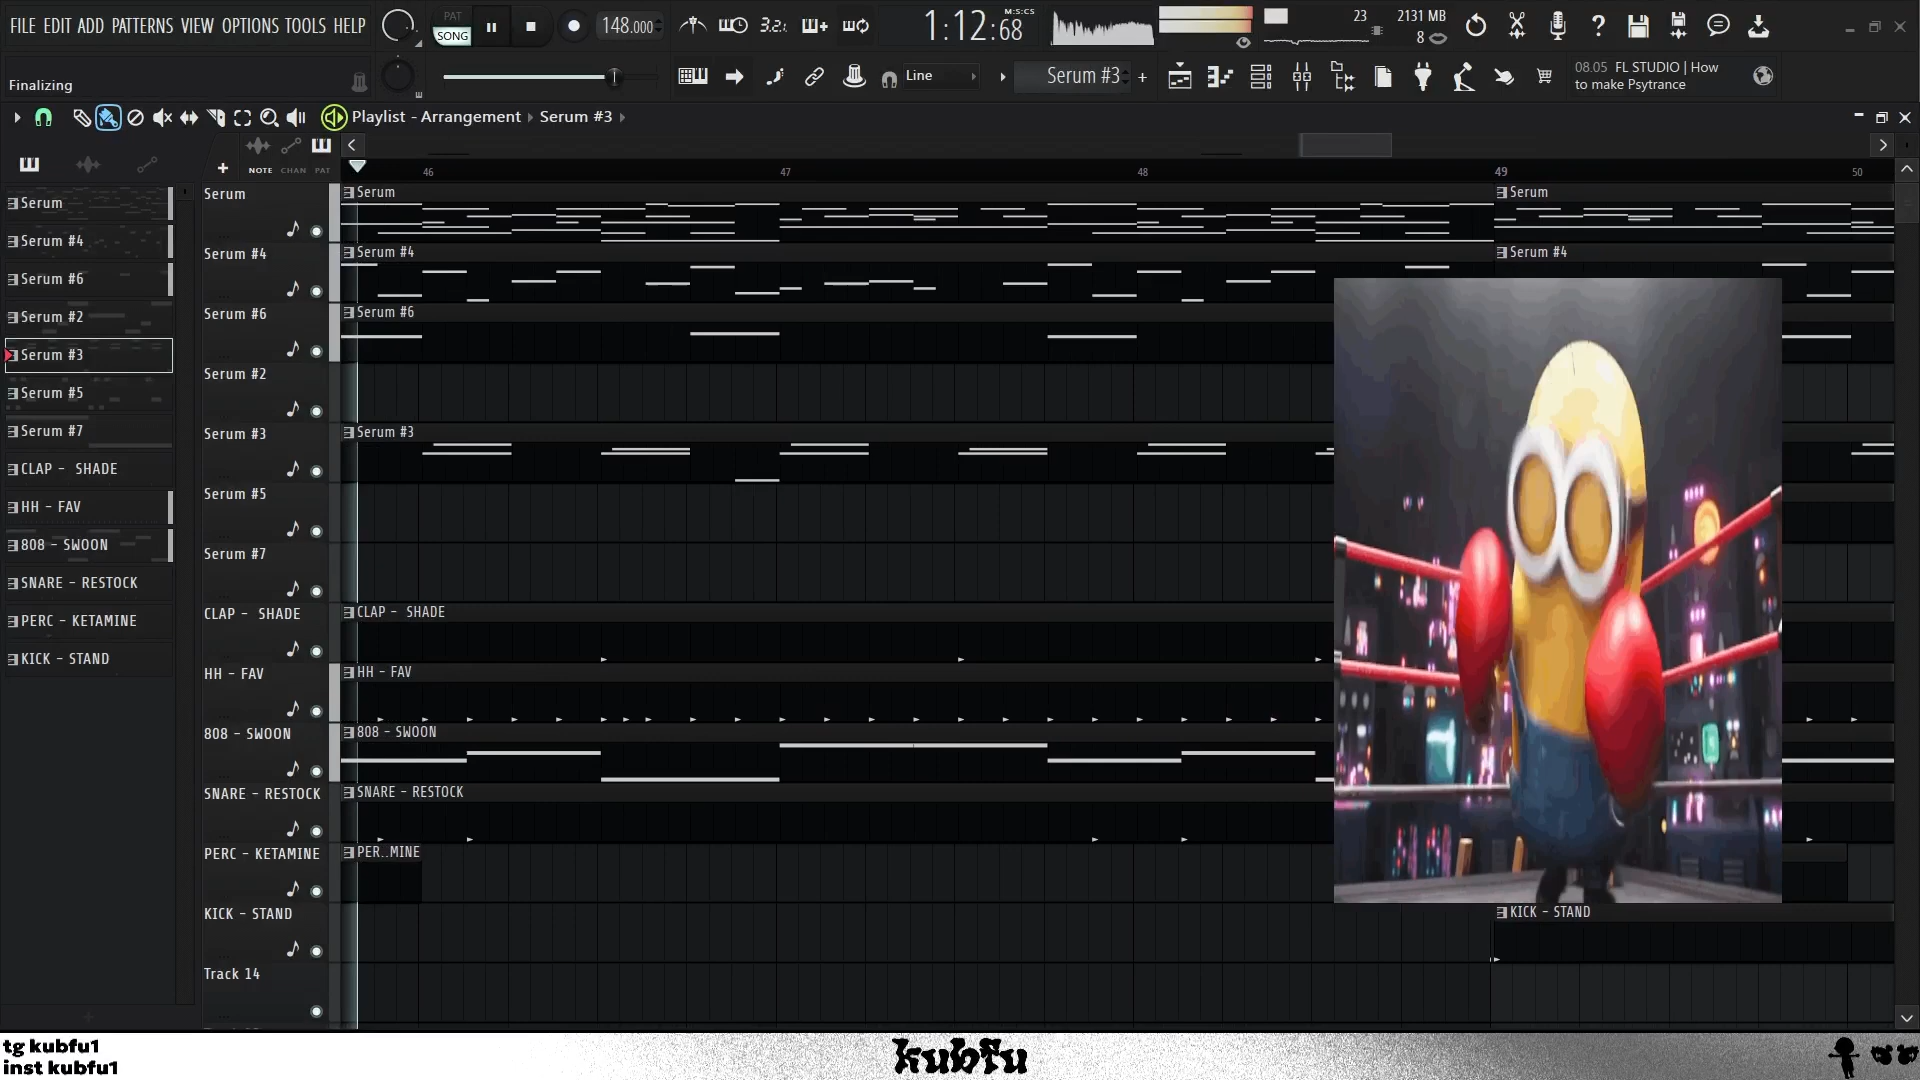 FILE EDIT ADD PATTERNS VIEW OPTIONS TOOLS HELP
PAT
SONG
148.000
3.2.
1:12:68
M:S:CS
23
2131 MB
8
Finalizing
Line
Serum #3
08.05 FL STUDIO | How
to make Psytrance
Playlist - Arrangement
Serum #3
NOTE CHAN PAT
46 47 48 49 50
Serum
Serum #4
Serum #6
Serum #2
Serum #3
Serum #5
Serum #7
CLAP - SHADE
HH - FAV
808 - SWOON
SNARE - RESTOCK
PERC - KETAMINE
KICK - STAND
Serum
Serum #4
Serum #6
Serum #2
Serum #3
Serum #5
Serum #7
CLAP - SHADE
HH - FAV
808 - SWOON
SNARE - RESTOCK
PERC - KETAMINE
KICK - STAND
Track 14
Serum
Serum
Serum #4
Serum #4
Serum #6
Serum #3
CLAP - SHADE
HH - FAV
808 - SWOON
SNARE - RESTOCK
PER..MINE
KICK - STAND
tg kubfu1
inst kubfu1
kubfu